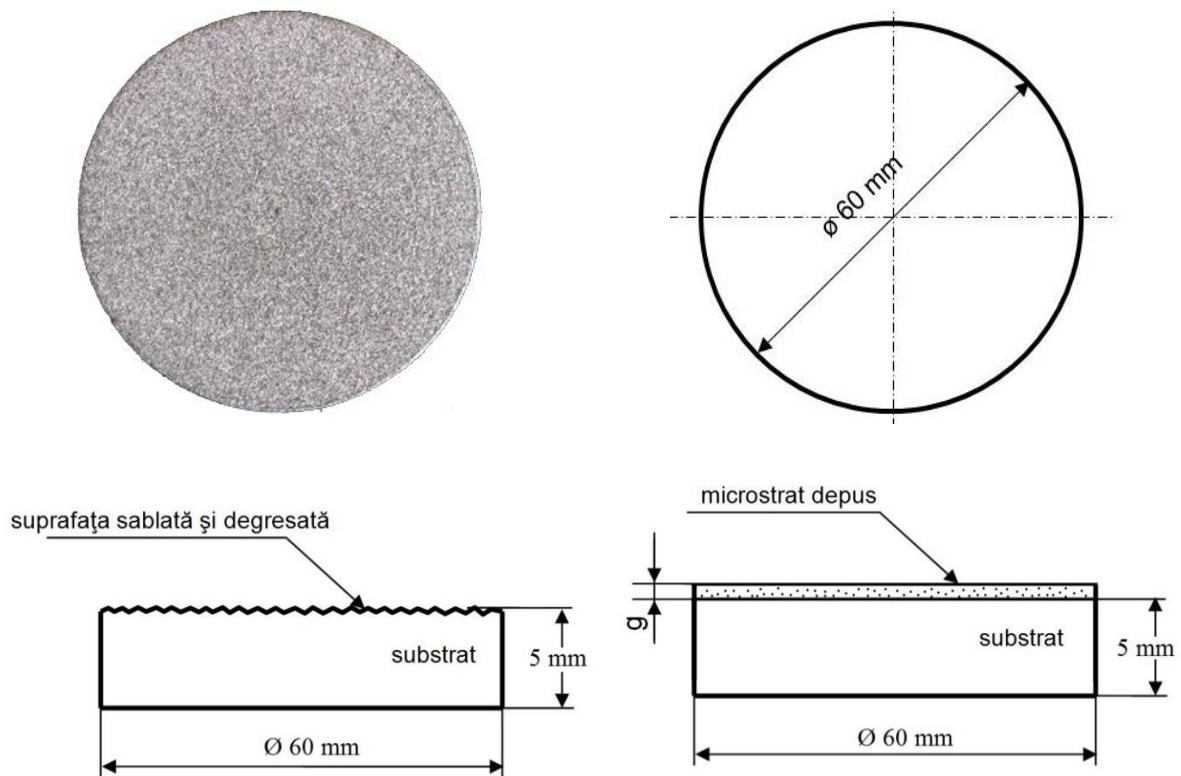 ø 60 mm
suprafaţa sablată şi degresată
substrat
5 mm
Ø 60 mm
microstrat depus
g
substrat
5 mm
Ø 60 mm